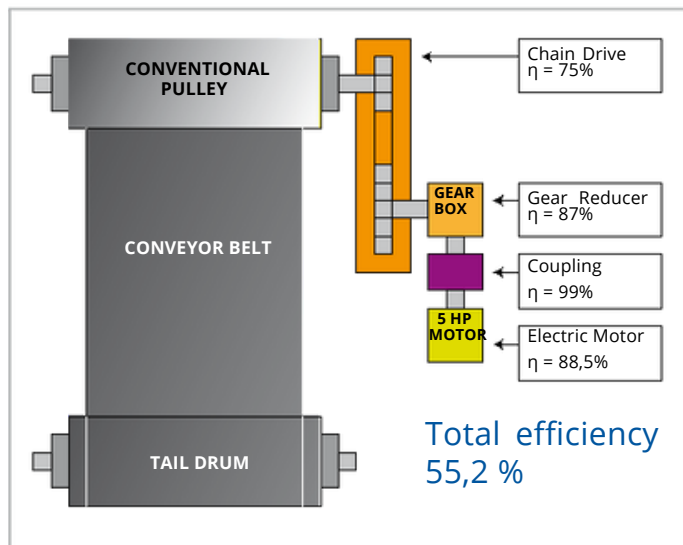 CONVENTIONAL
PULLEY
Chain Drive
η = 75%
GEAR
BOX
Gear Reducer
η = 87%
CONVEYOR BELT
Coupling
η = 99%
5 HP
MOTOR
Electric Motor
η = 88,5%
Total efficiency
55,2 %
TAIL DRUM